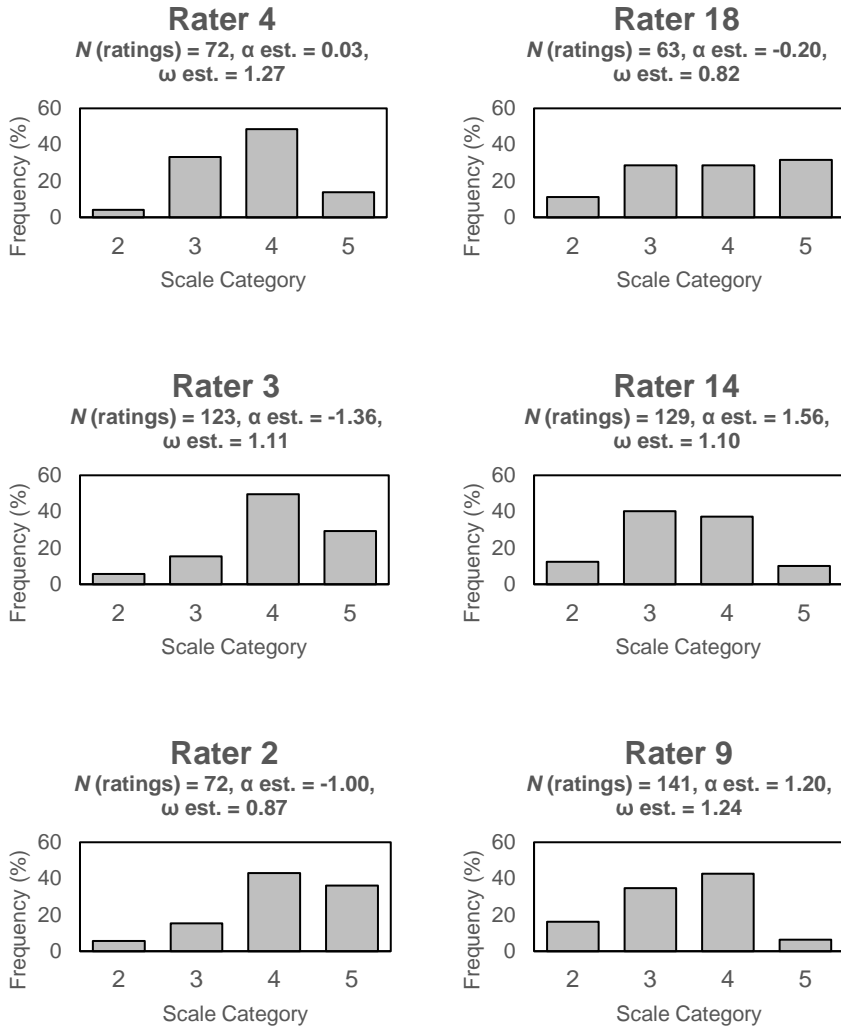 Rater 4
N (ratings) = 72, α est. = 0.03,
ω est. = 1.27
Frequency (%)
60
40
20
0
2 3 4 5
Scale Category
Rater 18
N (ratings) = 63, α est. = -0.20,
ω est. = 0.82
Frequency (%)
60
40
20
0
2 3 4 5
Scale Category
Rater 3
N (ratings) = 123, α est. = -1.36,
ω est. = 1.11
Frequency (%)
60
40
20
0
2 3 4 5
Scale Category
Rater 14
N (ratings) = 129, α est. = 1.56,
ω est. = 1.10
Frequency (%)
60
40
20
0
2 3 4 5
Scale Category
Rater 2
N (ratings) = 72, α est. = -1.00,
ω est. = 0.87
Frequency (%)
60
40
20
0
2 3 4 5
Scale Category
Rater 9
N (ratings) = 141, α est. = 1.20,
ω est. = 1.24
Frequency (%)
60
40
20
0
2 3 4 5
Scale Category